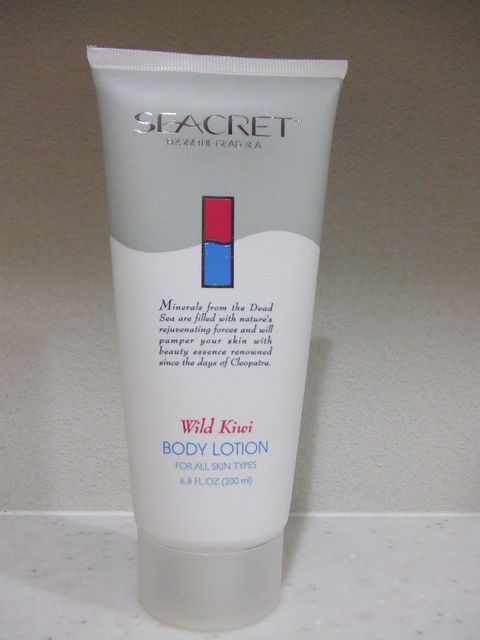 SEACRET
FROM THE DEAD SEA
Minerals from the Dead
Sea are filled with nature's
rejuvenating forces and will
pamper your skin with
beauty essence renowned
since the days of Cleopatra.
Wild Kiwi
BODY LOTION
FOR ALL SKIN TYPES
6.8 FL.OZ (200 ml)